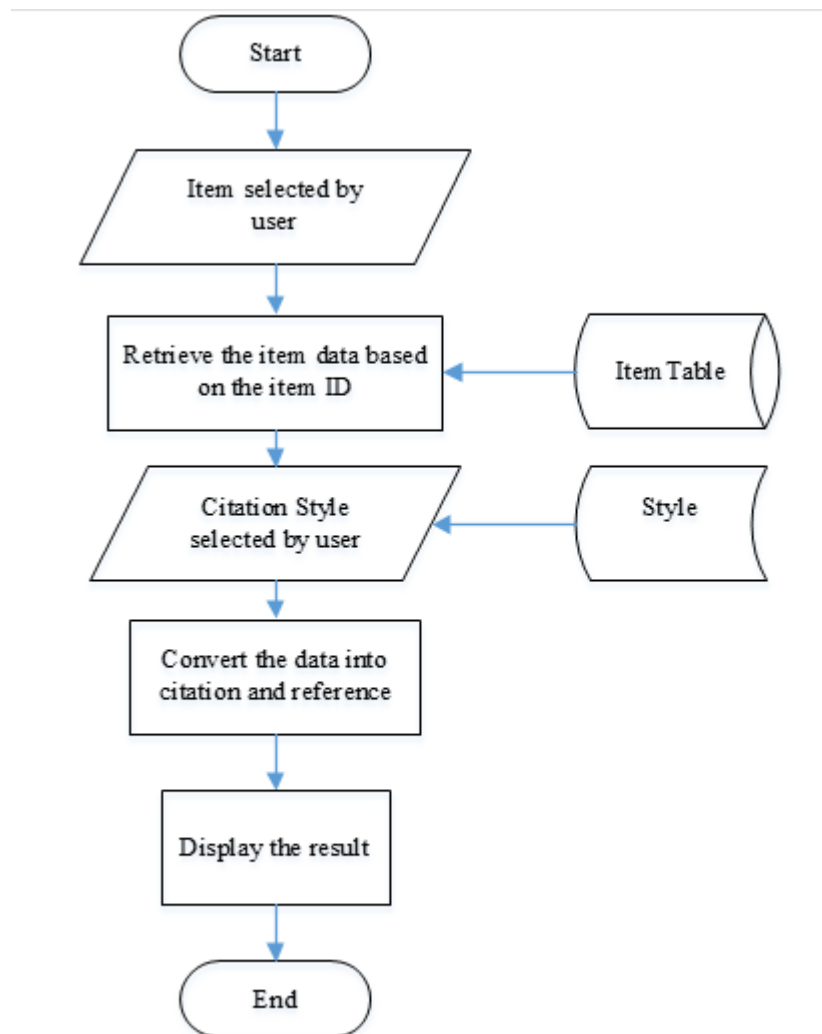 Start
Item selected by
user
Retrieve the item data based
on the item ID
Item Table
Citation Style
selected by user
Style
Convert the data into
citation and reference
Display the result
End